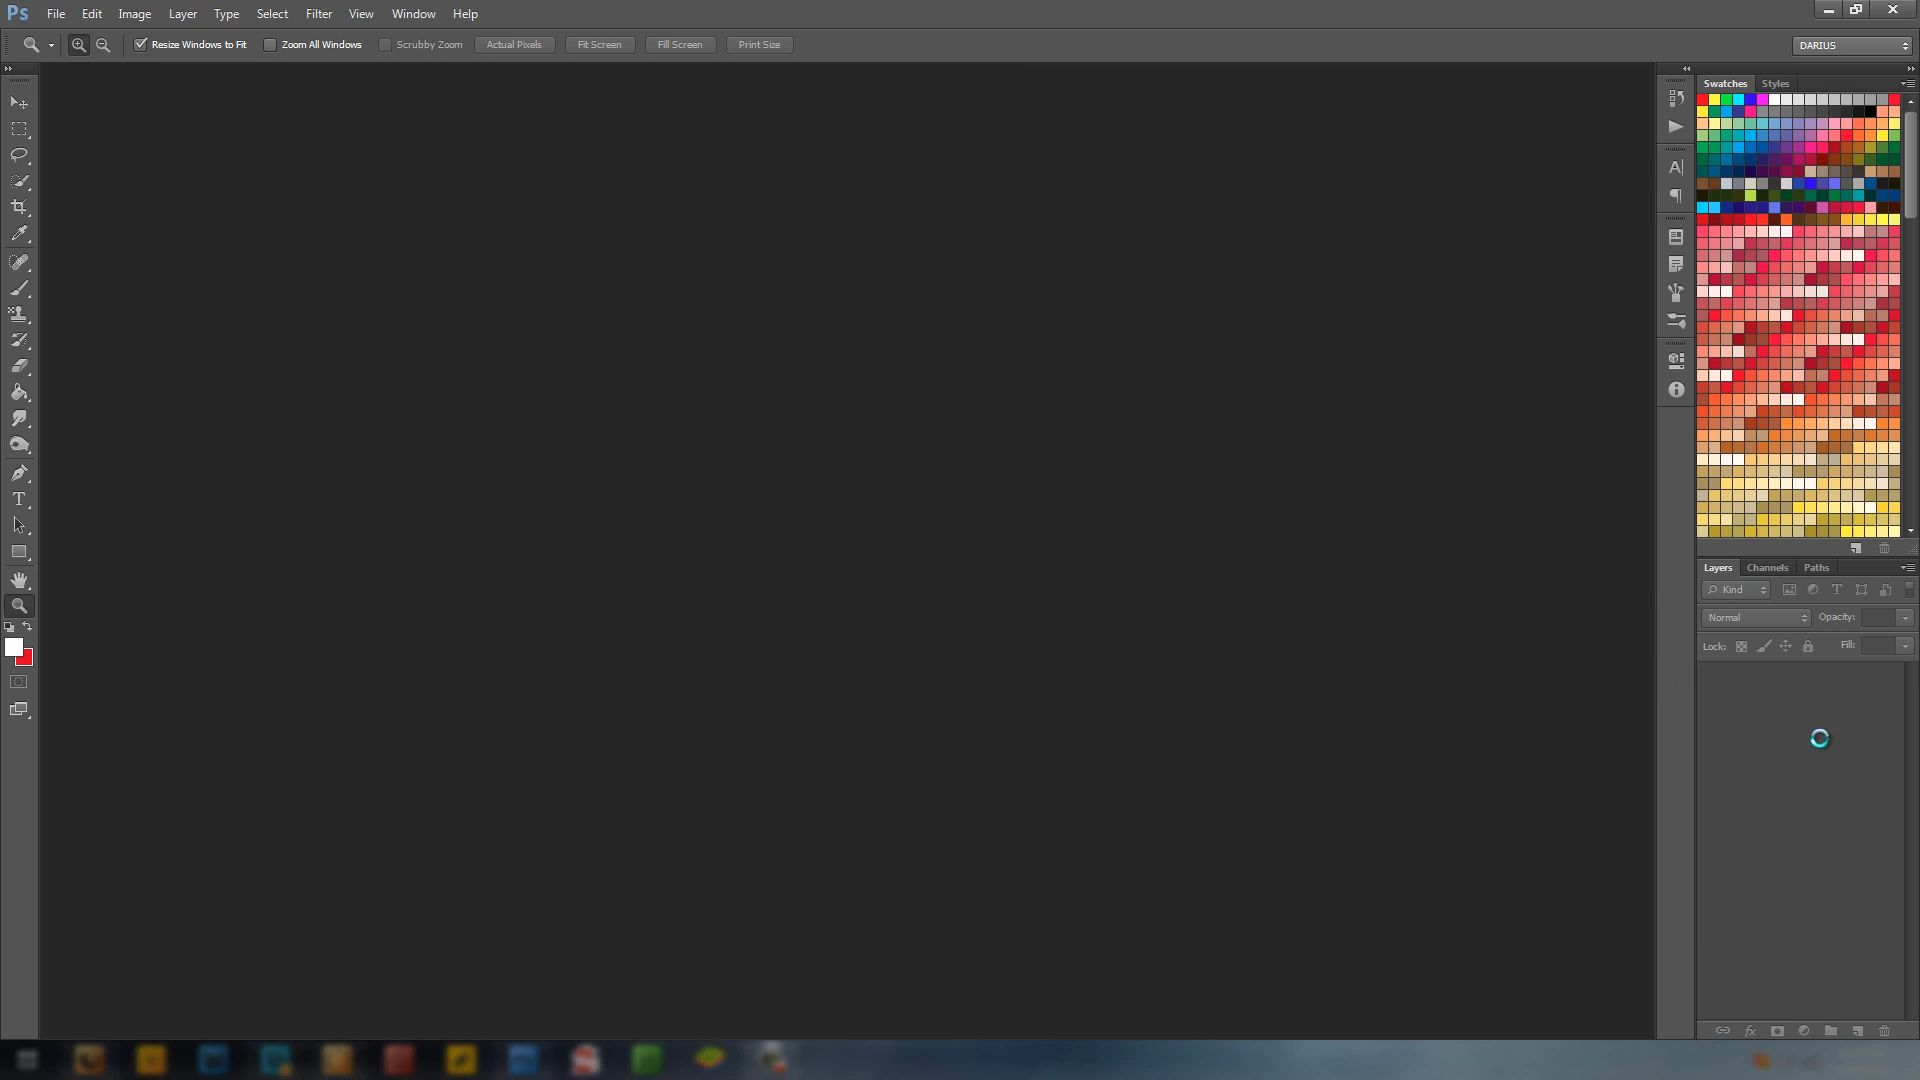 Ps File Edit Image Layer Type Select Filter View Window Help
Resize Windows to Fit Zoom All Windows Scrubby Zoom Actual Pixels Fit Screen Fill Screen Print Size DARIUS
Swatches Styles
Layers Channels Paths
Kind
Normal Opacity:
Lock: Fill: